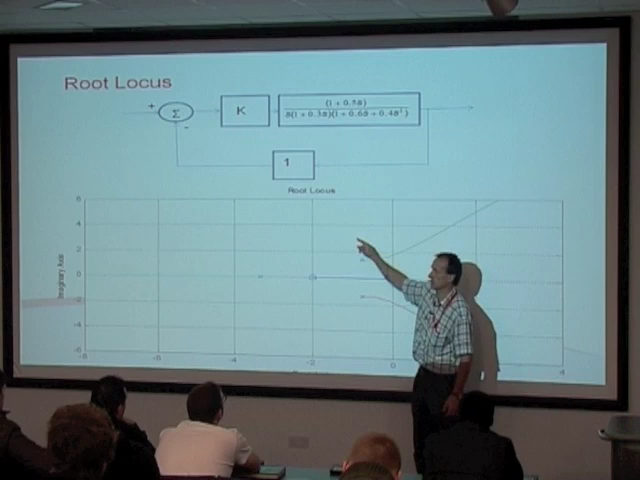 Root Locus
+
Σ
K
(1 + 0.5s)
s(1 + 0.3s)(1 + 0.6s + 0.4s²)
-
1
Root Locus
Imaginary Axis
6
4
2
0
-2
-4
-6
-8
-6
-4
-2
0
4